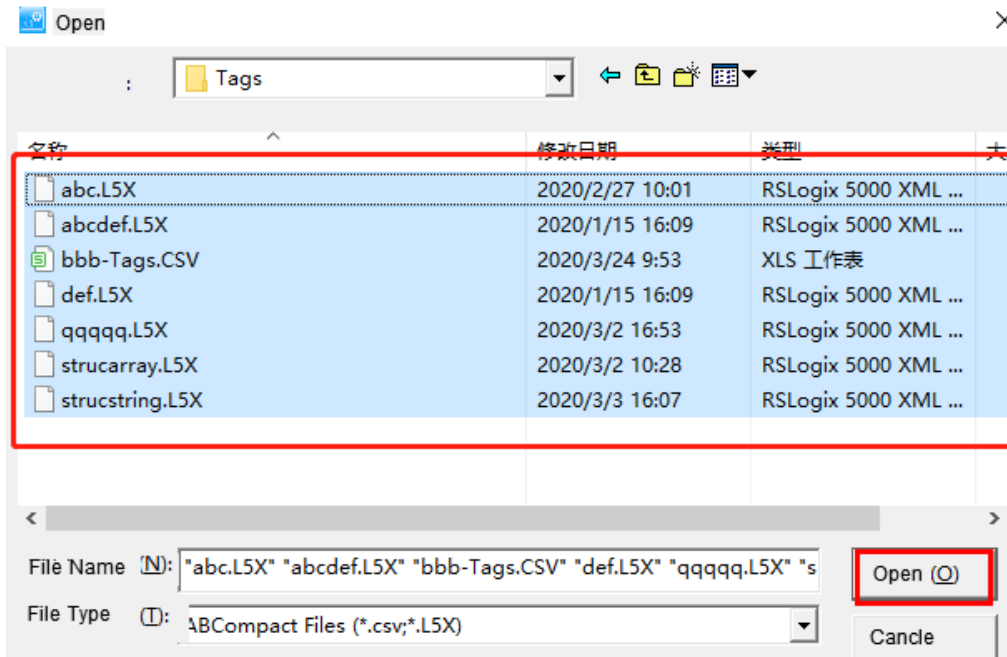 Open
: Tags
名称 修改日期 类型 大
abc.L5X 2020/2/27 10:01 RSLogix 5000 XML ...
abcdef.L5X 2020/1/15 16:09 RSLogix 5000 XML ...
bbb-Tags.CSV 2020/3/24 9:53 XLS 工作表
def.L5X 2020/1/15 16:09 RSLogix 5000 XML ...
qqqqq.L5X 2020/3/2 16:53 RSLogix 5000 XML ...
strucarray.L5X 2020/3/2 10:28 RSLogix 5000 XML ...
strucstring.L5X 2020/3/3 16:07 RSLogix 5000 XML ...
File Name (N): "abc.L5X" "abcdef.L5X" "bbb-Tags.CSV" "def.L5X" "qqqqq.L5X" "s Open (O)
File Type (T): ABCompact Files (*.csv;*.L5X)
Cancle